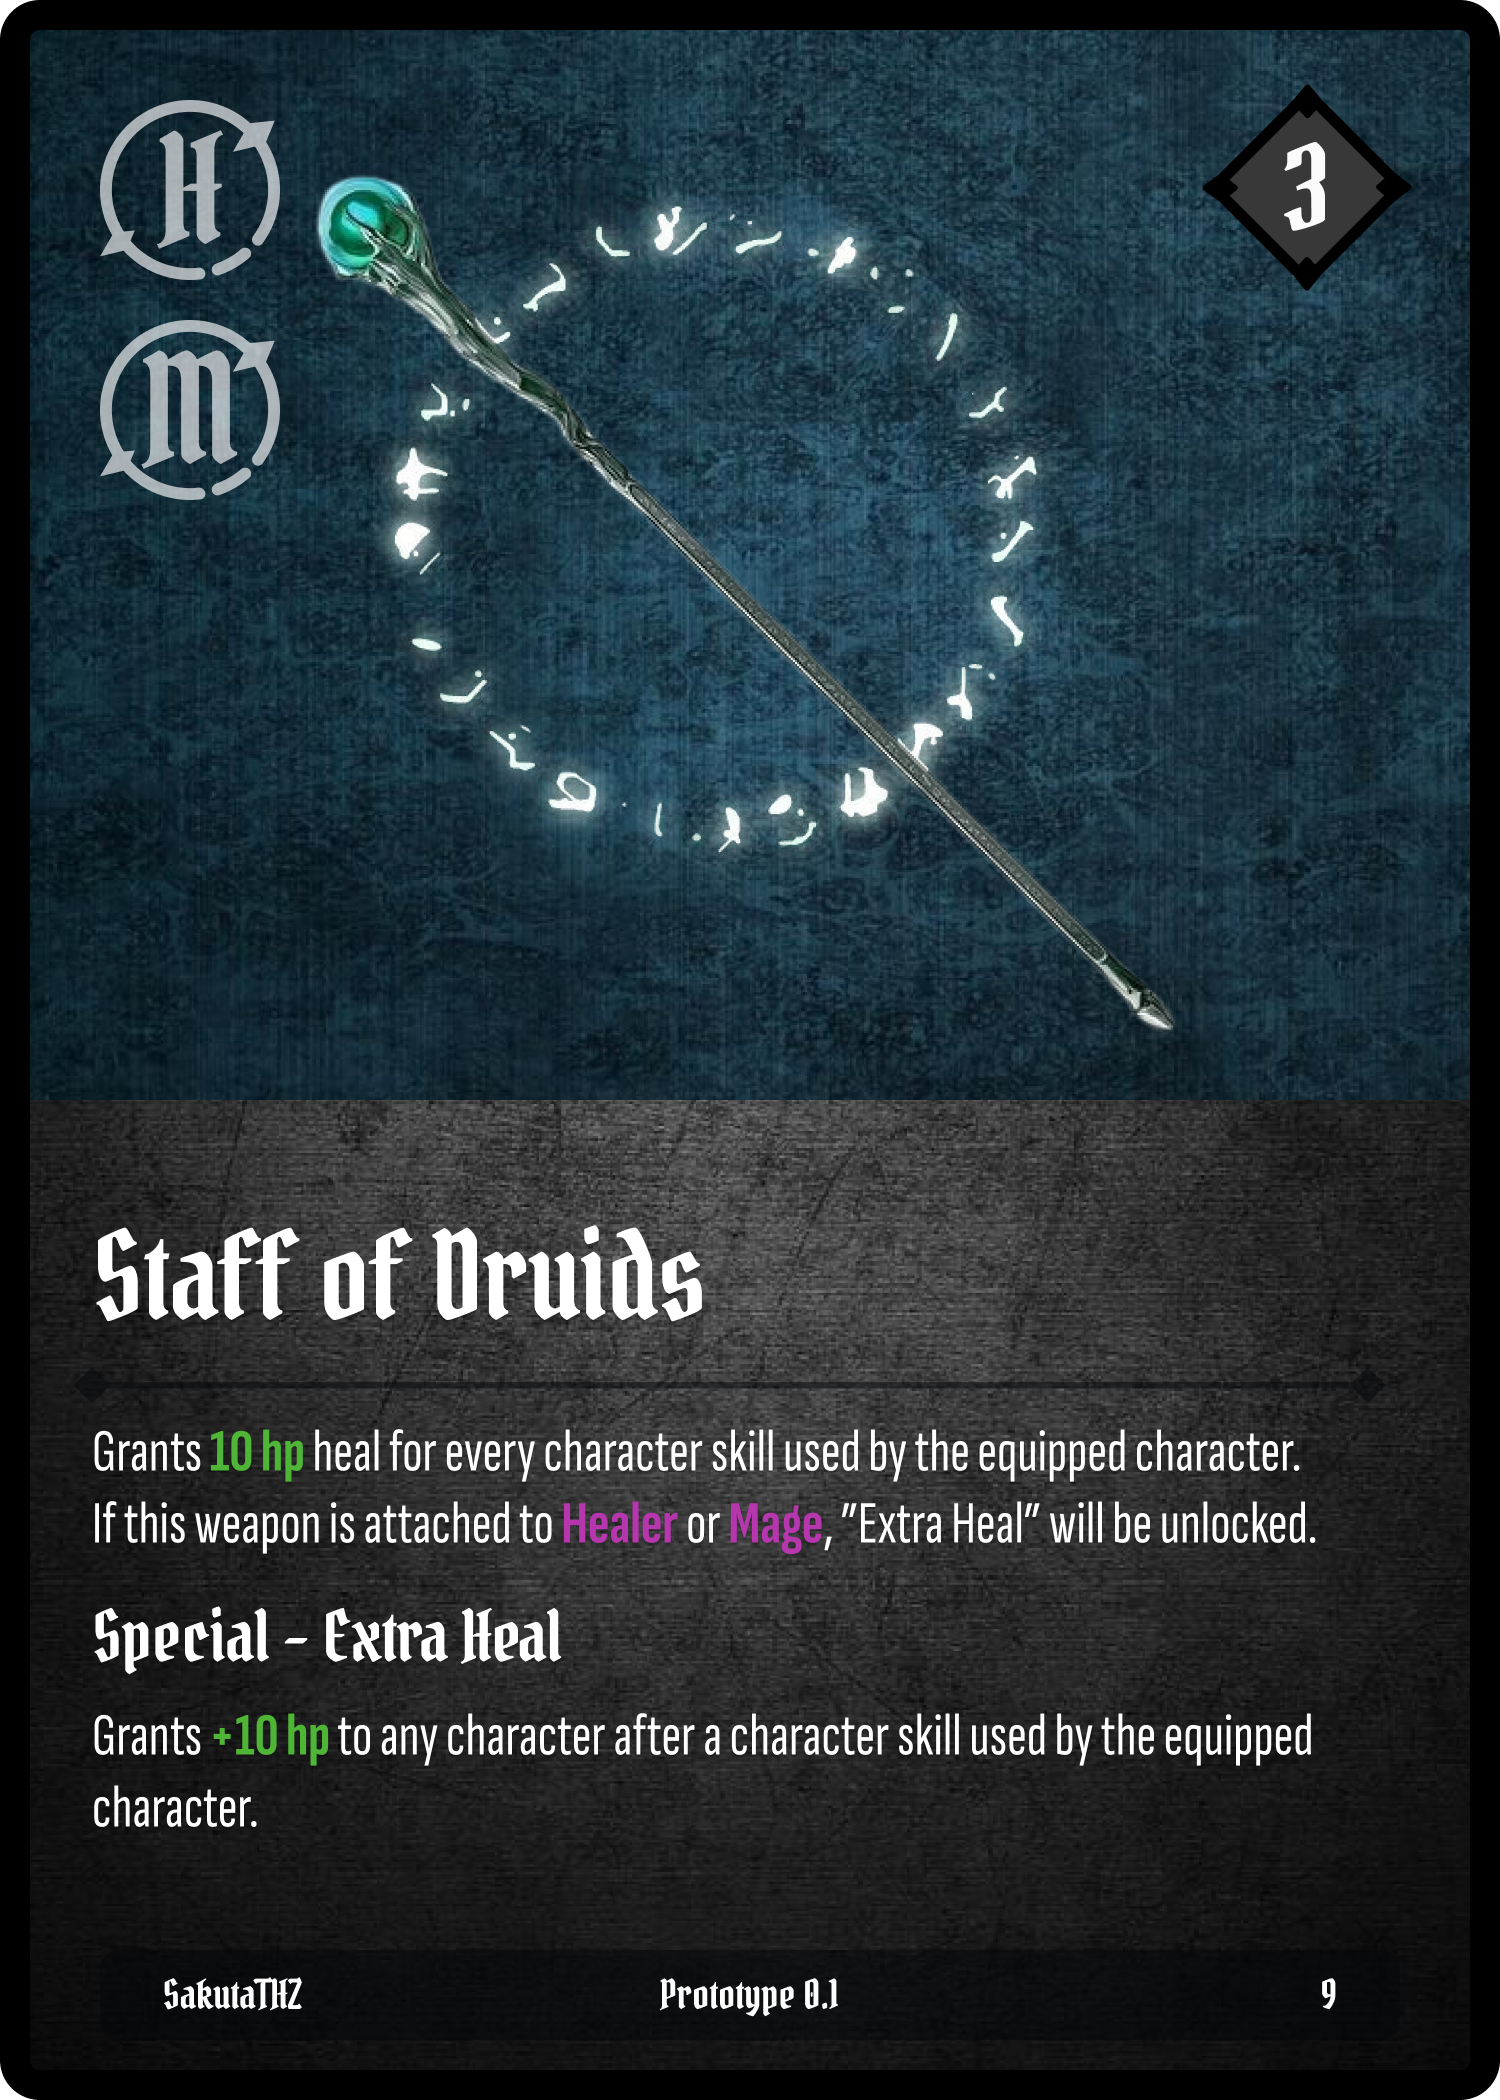 H
3
M
Staff of Druids
Grants 10 hp heal for every character skill used by the equipped character.
If this weapon is attached to Healer or Mage, "Extra Heal" will be unlocked.
Special - Extra Heal
Grants +10 hp to any character after a character skill used by the equipped
character.
SakutaTHZ
Prototype 0.1
9